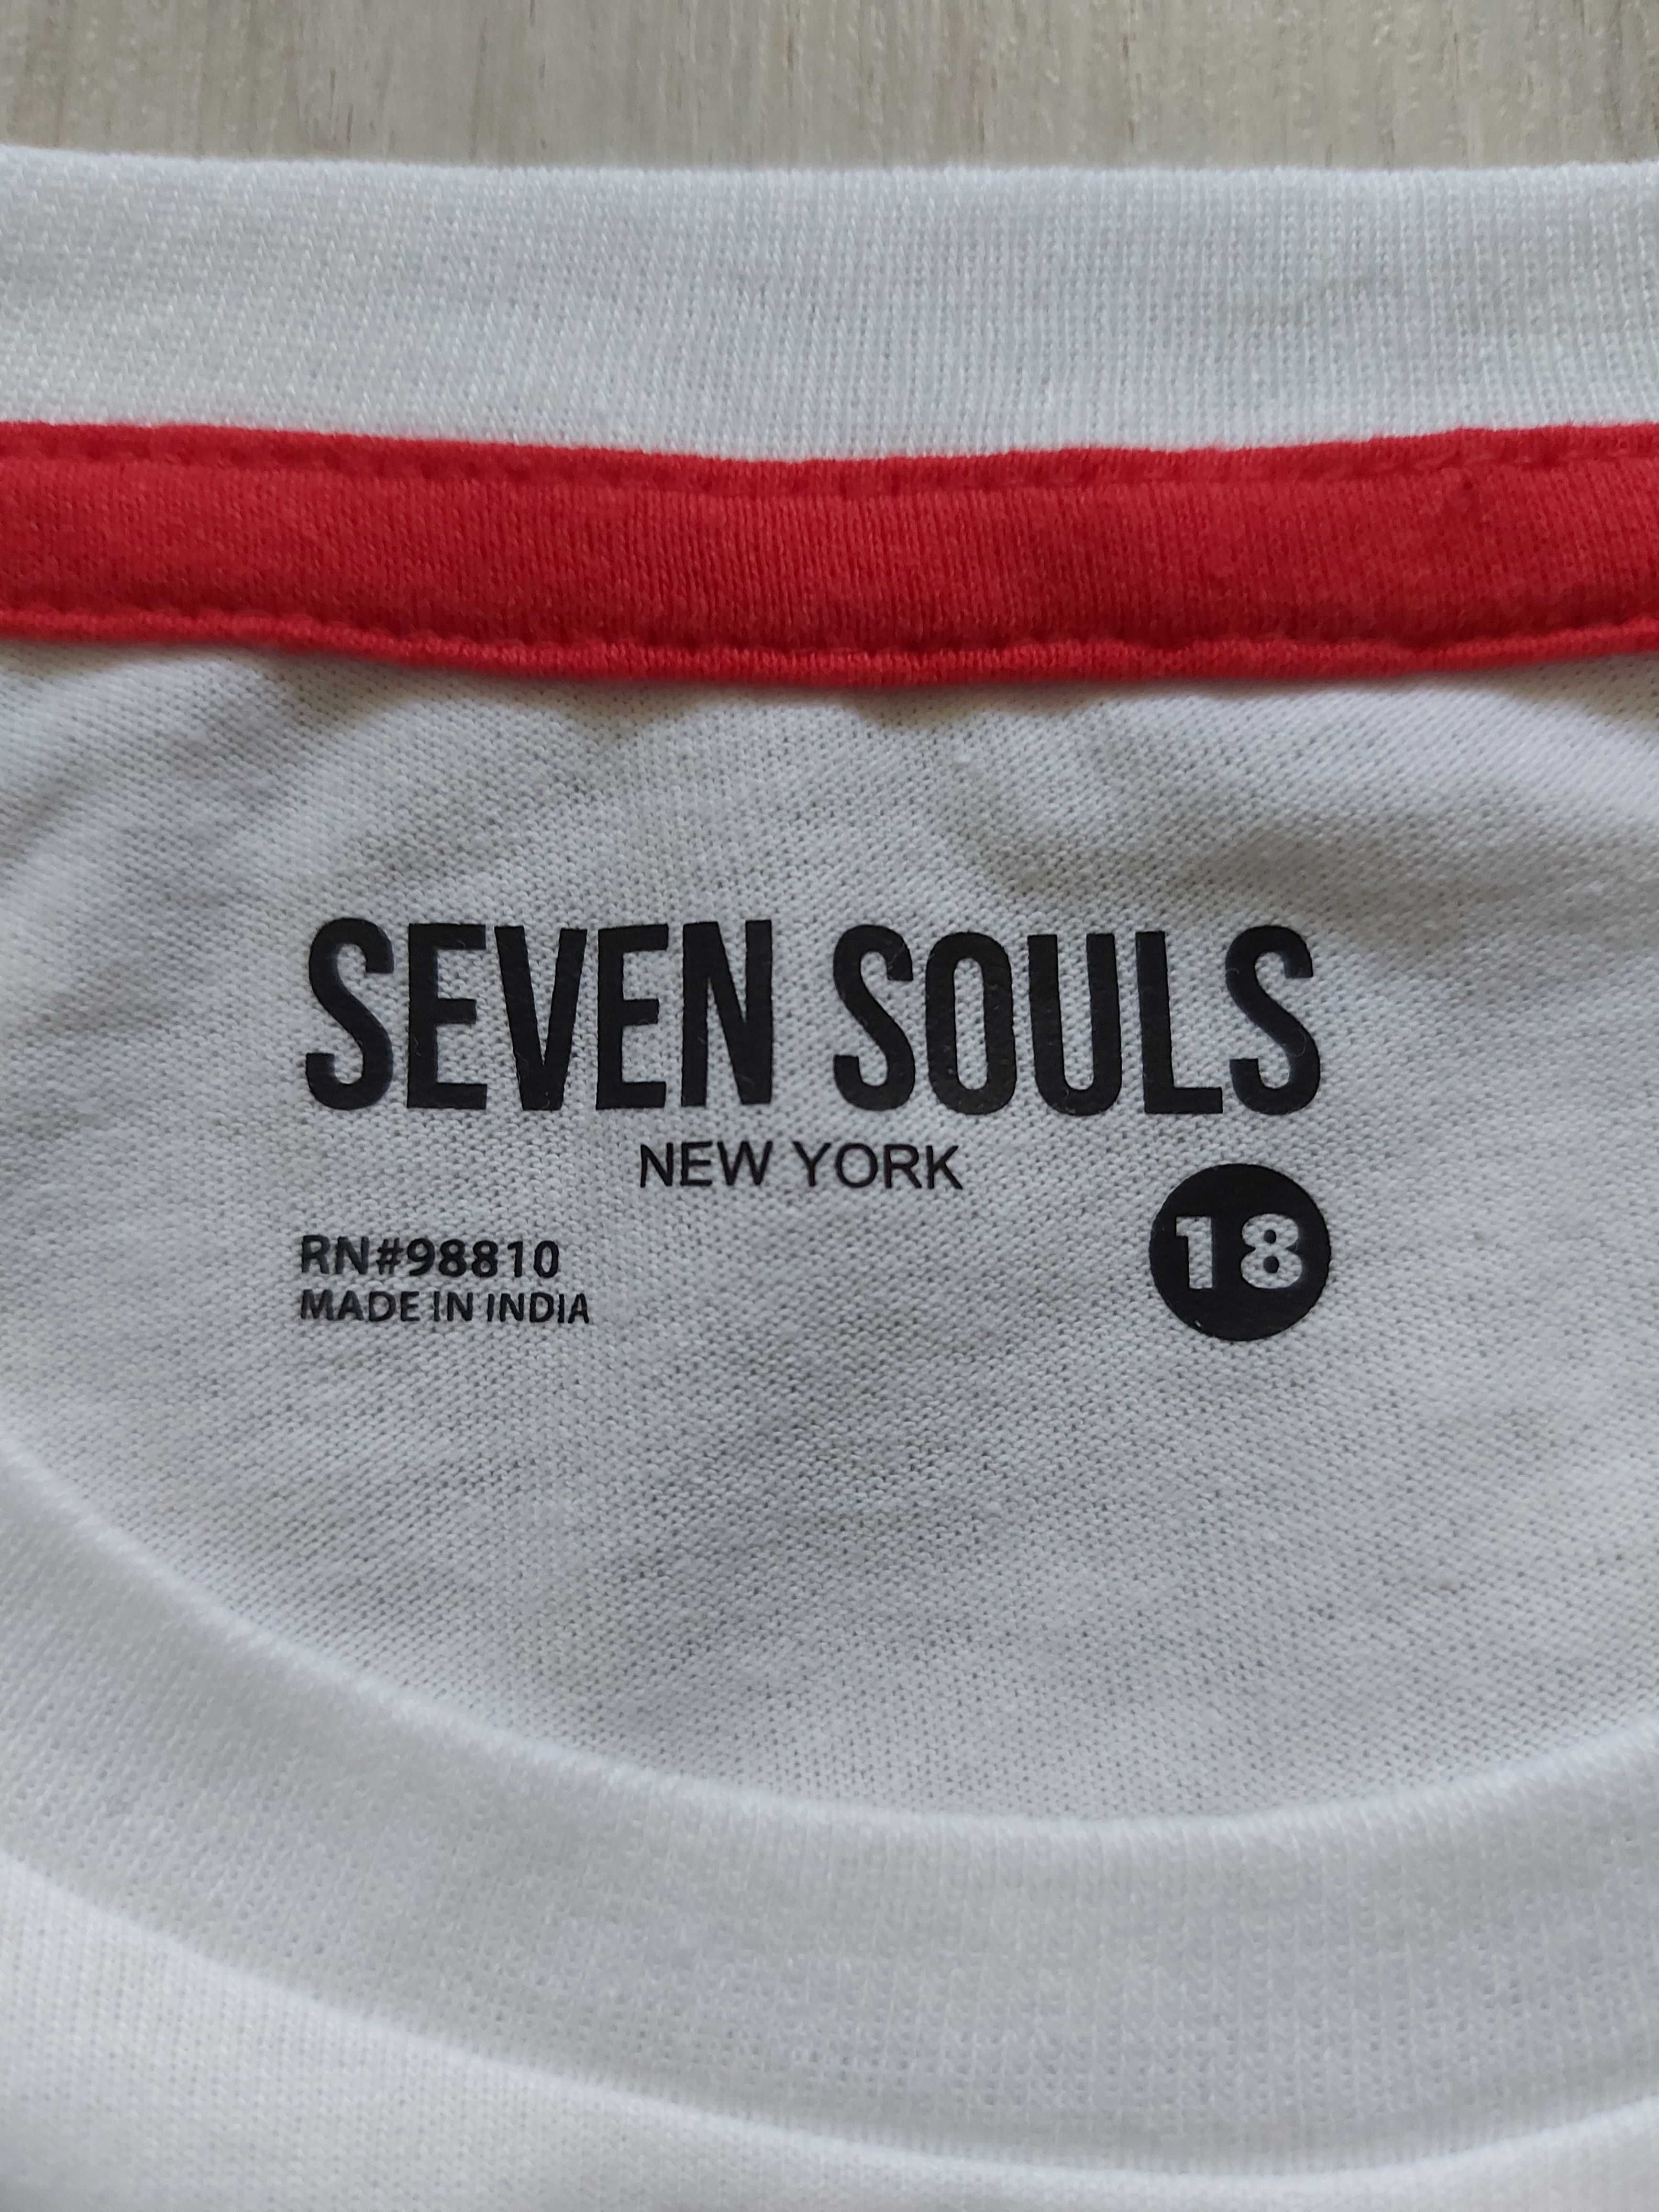 SEVEN SOULS
NEW YORK
RN#98810
MADE IN INDIA
18